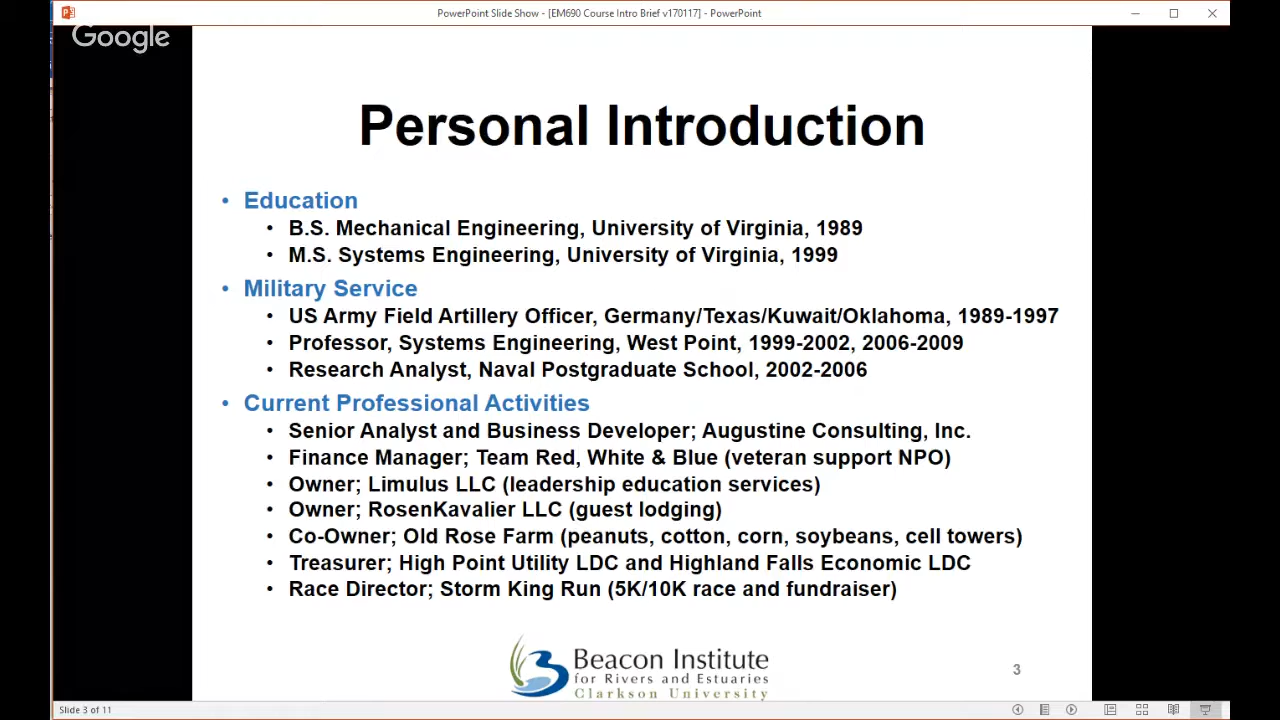 PowerPoint Slide Show - [EM690 Course Intro Brief v170117] - PowerPoint
Google
Personal Introduction
• Education
• B.S. Mechanical Engineering, University of Virginia, 1989
• M.S. Systems Engineering, University of Virginia, 1999
• Military Service
• US Army Field Artillery Officer, Germany/Texas/Kuwait/Oklahoma, 1989-1997
• Professor, Systems Engineering, West Point, 1999-2002, 2006-2009
• Research Analyst, Naval Postgraduate School, 2002-2006
• Current Professional Activities
• Senior Analyst and Business Developer; Augustine Consulting, Inc.
• Finance Manager; Team Red, White & Blue (veteran support NPO)
• Owner; Limulus LLC (leadership education services)
• Owner; RosenKavalier LLC (guest lodging)
• Co-Owner; Old Rose Farm (peanuts, cotton, corn, soybeans, cell towers)
• Treasurer; High Point Utility LDC and Highland Falls Economic LDC
• Race Director; Storm King Run (5K/10K race and fundraiser)
Beacon Institute
for Rivers and Estuaries
Clarkson University
3
Slide 3 of 11